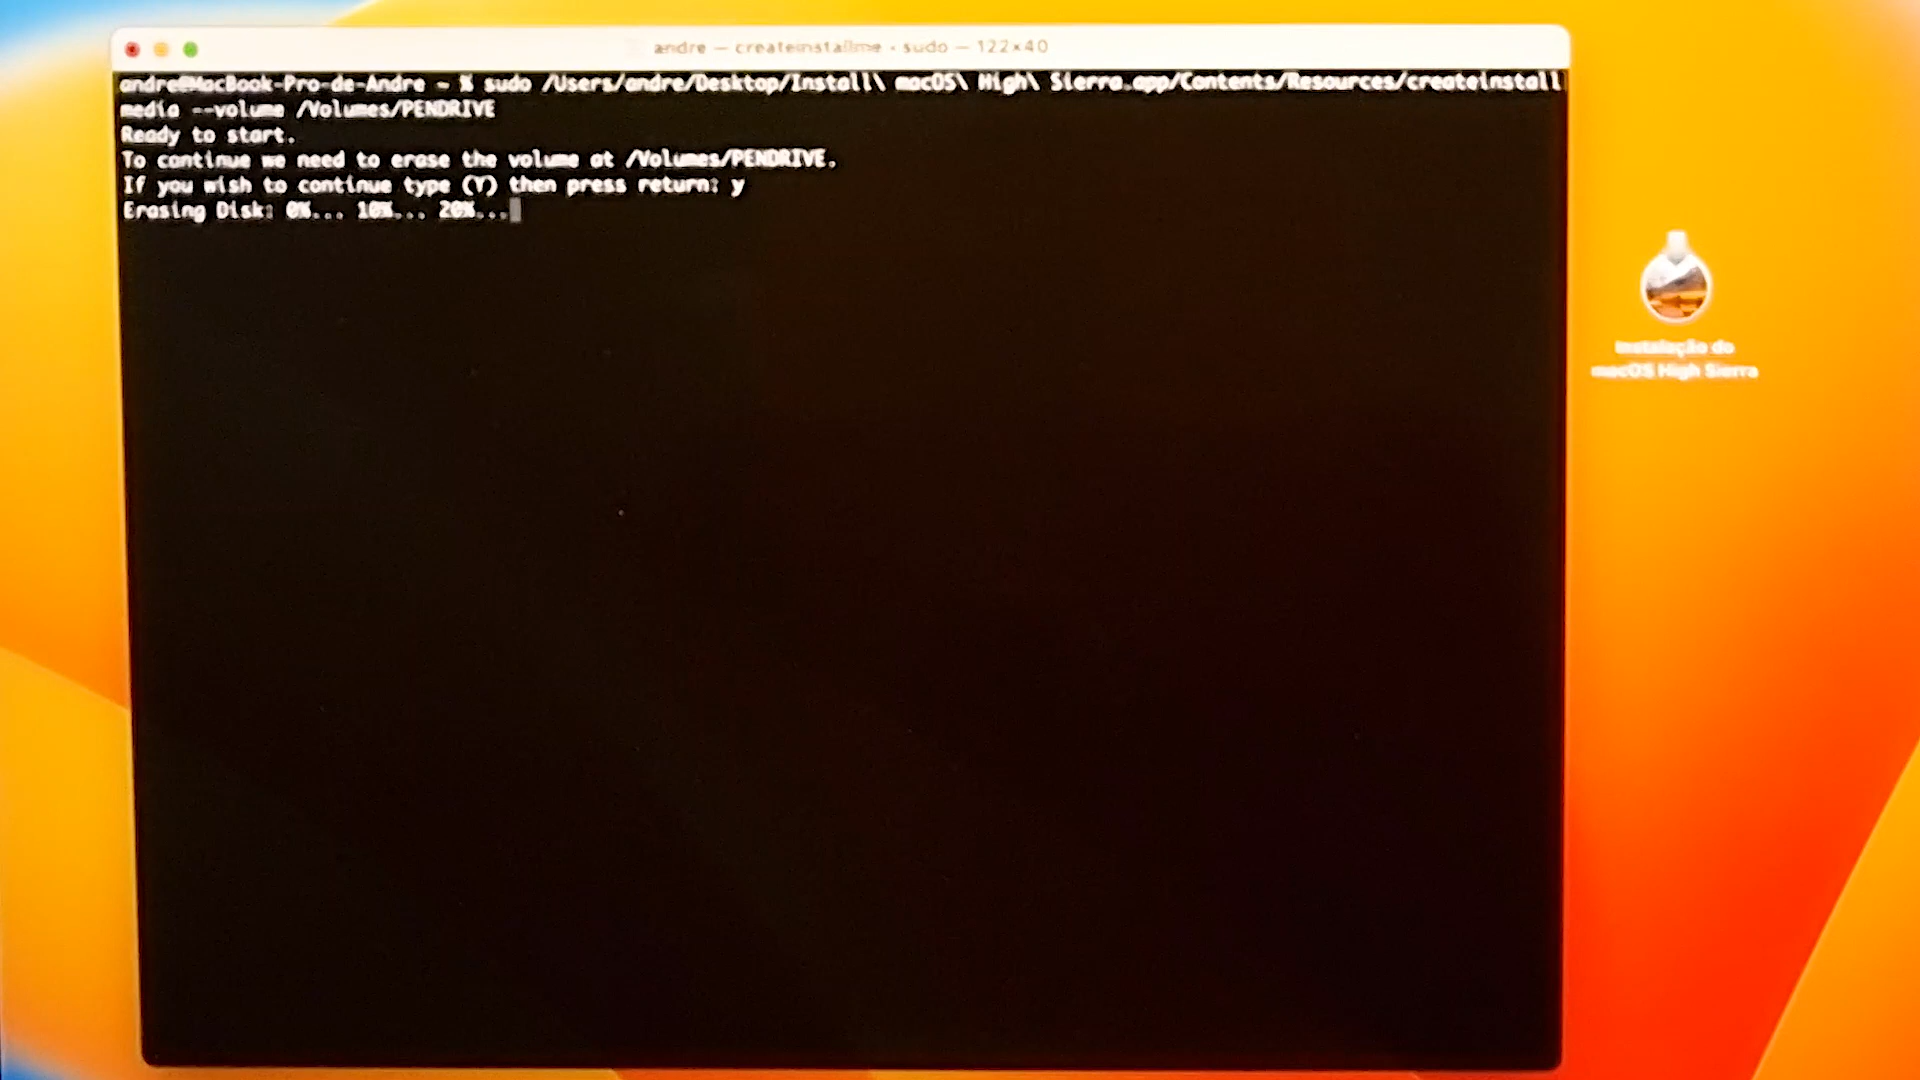 andre — createinstallme ‹ sudo — 122×40
andre@MacBook-Pro-de-Andre ~ % sudo /Users/andre/Desktop/Install\ macOS\ High\ Sierra.app/Contents/Resources/createinstall
media --volume /Volumes/PENDRIVE
Ready to start.
To continue we need to erase the volume at /Volumes/PENDRIVE.
If you wish to continue type (Y) then press return: y
Erasing Disk: 0%... 10%... 20%...
Instalação do
macOS High Sierra